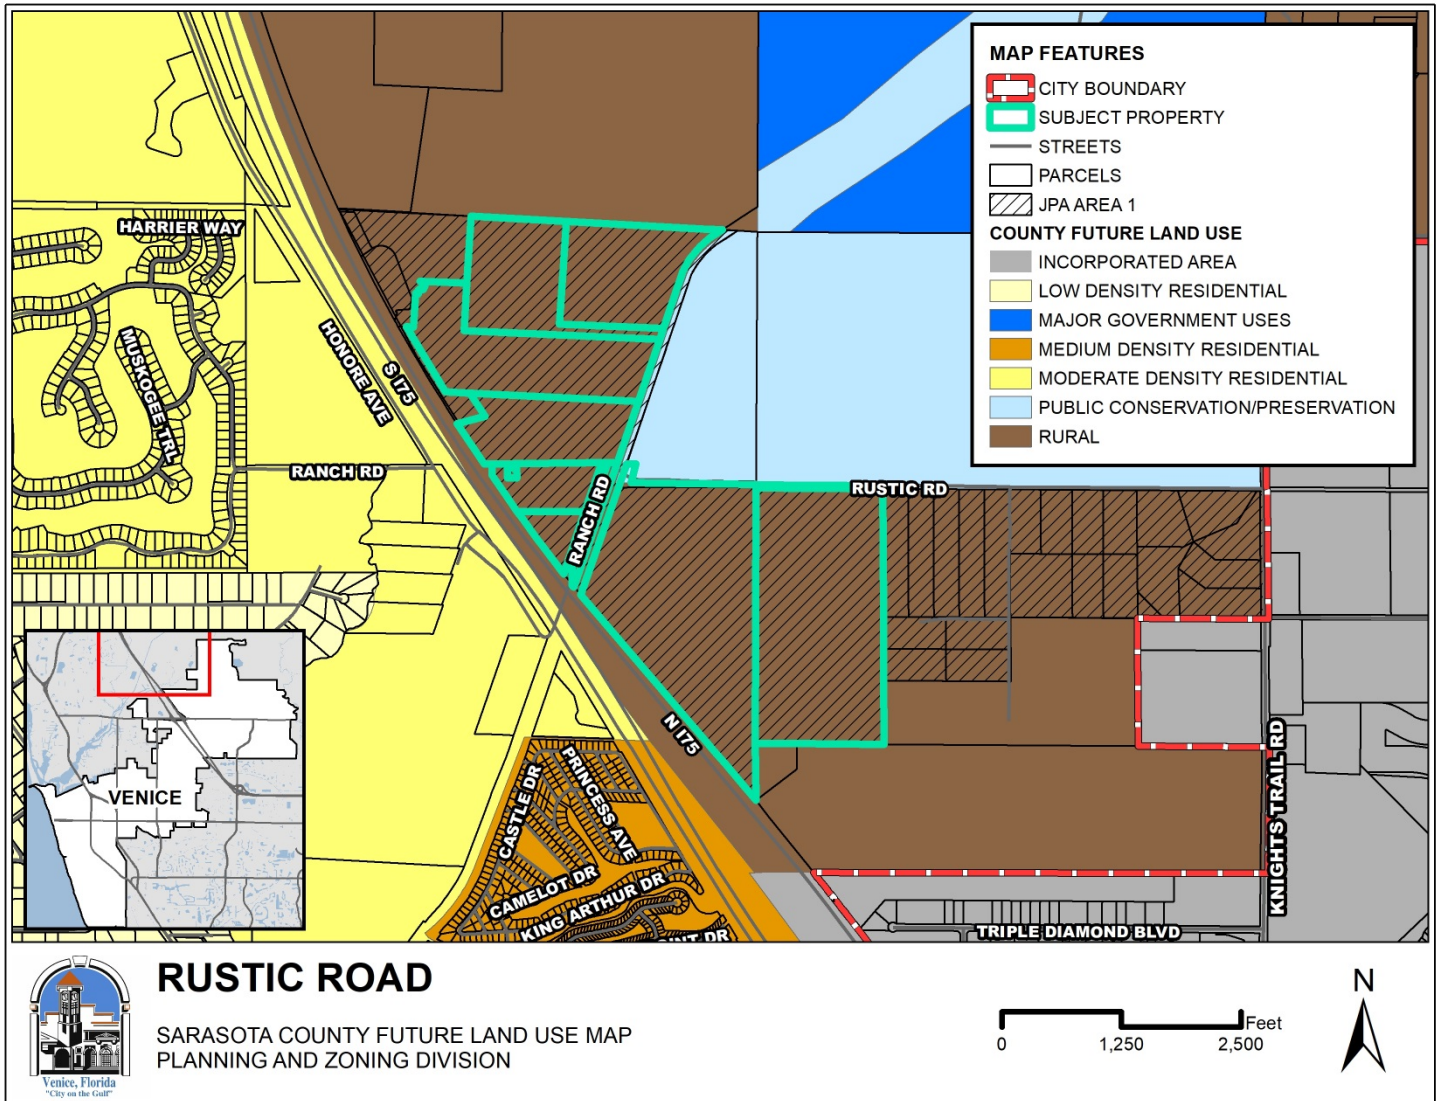 MAP FEATURES
CITY BOUNDARY
SUBJECT PROPERTY
STREETS
PARCELS
JPA AREA 1
COUNTY FUTURE LAND USE
INCORPORATED AREA
LOW DENSITY RESIDENTIAL
MAJOR GOVERNMENT USES
MEDIUM DENSITY RESIDENTIAL
MODERATE DENSITY RESIDENTIAL
PUBLIC CONSERVATION/PRESERVATION
RURAL
HARRIER WAY
MUSKOGEE TRL
HONORE AVE
S I75
RANCH RD
RANCH RD
RUSTIC RD
N I75
CASTLE DR
PRINCESS AVE
CAMELOT DR
KING ARTHUR DR
DR
KNIGHTS TRAIL RD
TRIPLE DIAMOND BLVD
VENICE
RUSTIC ROAD
SARASOTA COUNTY FUTURE LAND USE MAP
PLANNING AND ZONING DIVISION
Venice, Florida
"City on the Gulf"
Feet
0 1,250 2,500
N